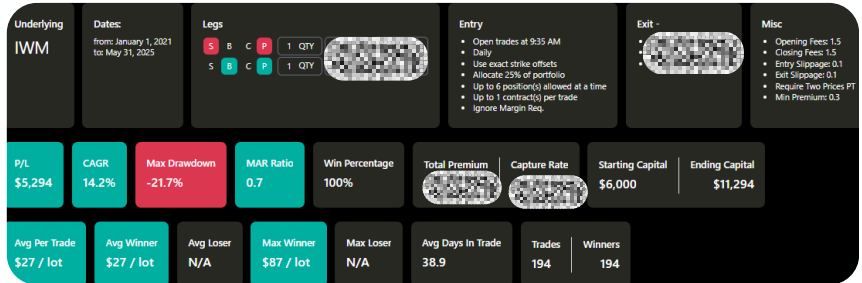 Underlying
IWM
Dates:
from: January 1, 2021
to: May 31, 2025
Legs
S B C P 1 QTY
S B C P 1 QTY
Entry
• Open trades at 9:35 AM
• Daily
• Use exact strike offsets
• Allocate 25% of portfolio
• Up to 6 position(s) allowed at a time
• Up to 1 contract(s) per trade
• Ignore Margin Req.
Exit -
Misc
• Opening Fees: 1.5
• Closing Fees: 1.5
• Entry Slippage: 0.1
• Exit Slippage: 0.1
• Require Two Prices PT
• Min Premium: 0.3
P/L
$5,294
CAGR
14.2%
Max Drawdown
-21.7%
MAR Ratio
0.7
Win Percentage
100%
Total Premium
Capture Rate
Starting Capital
$6,000
Ending Capital
$11,294
Avg Per Trade
$27 / lot
Avg Winner
$27 / lot
Avg Loser
N/A
Max Winner
$87 / lot
Max Loser
N/A
Avg Days In Trade
38.9
Trades
194
Winners
194